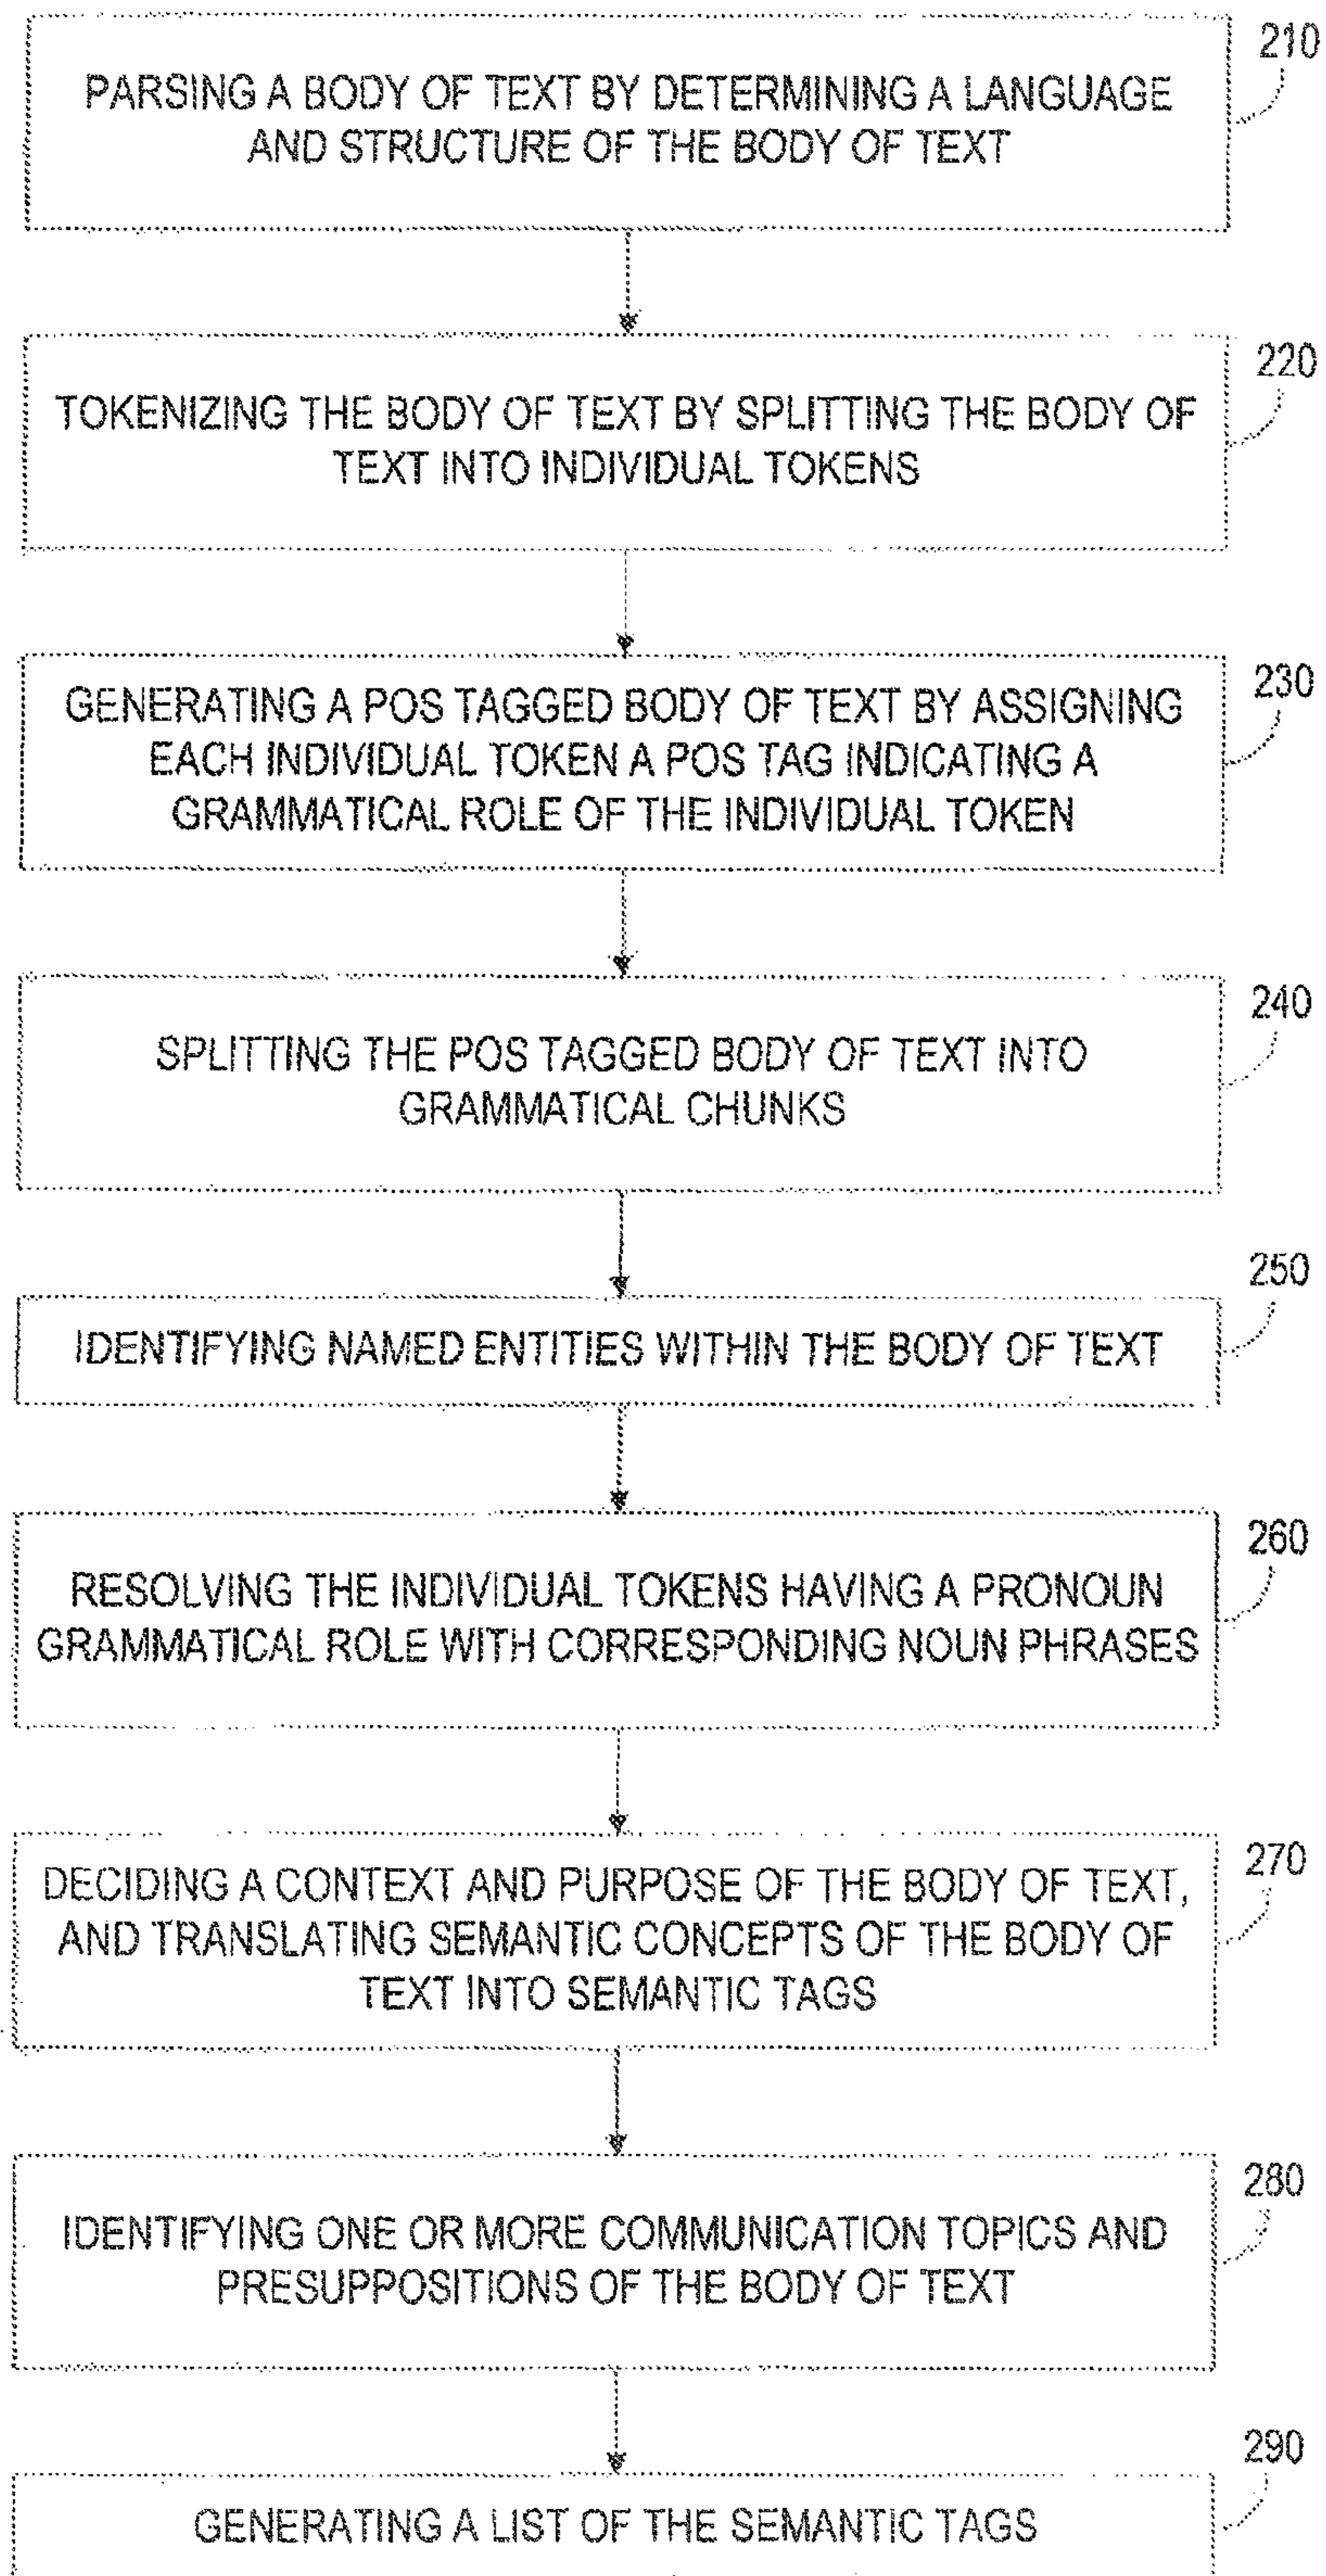 210
PARSING A BODY OF TEXT BY DETERMINING A LANGUAGE
AND STRUCTURE OF THE BODY OF TEXT
220
TOKENIZING THE BODY OF TEXT BY SPLITTING THE BODY OF
TEXT INTO INDIVIDUAL TOKENS
230
GENERATING A POS TAGGED BODY OF TEXT BY ASSIGNING
EACH INDIVIDUAL TOKEN A POS TAG INDICATING A
GRAMMATICAL ROLE OF THE INDIVIDUAL TOKEN
240
SPLITTING THE POS TAGGED BODY OF TEXT INTO
GRAMMATICAL CHUNKS
250
IDENTIFYING NAMED ENTITIES WITHIN THE BODY OF TEXT
260
RESOLVING THE INDIVIDUAL TOKENS HAVING A PRONOUN
GRAMMATICAL ROLE WITH CORRESPONDING NOUN PHRASES
270
DECIDING A CONTEXT AND PURPOSE OF THE BODY OF TEXT,
AND TRANSLATING SEMANTIC CONCEPTS OF THE BODY OF
TEXT INTO SEMANTIC TAGS
280
IDENTIFYING ONE OR MORE COMMUNICATION TOPICS AND
PRESUPPOSITIONS OF THE BODY OF TEXT
290
GENERATING A LIST OF THE SEMANTIC TAGS